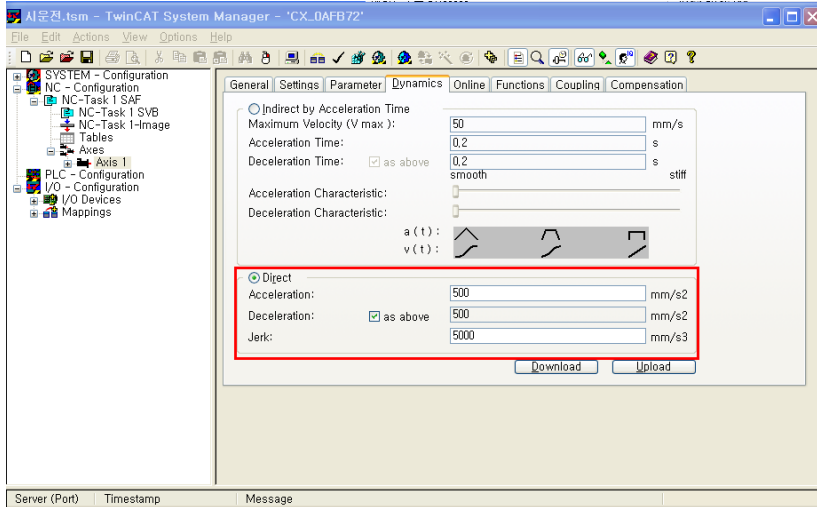 시운전.tsm - TwinCAT System Manager - 'CX_0AFB72'
File Edit Actions View Options Help
SYSTEM - Configuration
NC - Configuration
NC-Task 1 SAF
NC-Task 1 SVB
NC-Task 1-Image
Tables
Axes
Axis 1
PLC - Configuration
I/O - Configuration
I/O Devices
Mappings
General Settings Parameter Dynamics Online Functions Coupling Compensation
Indirect by Acceleration Time
Maximum Velocity (V max ): 50 mm/s
Acceleration Time: 0,2 s
Deceleration Time: as above 0,2 s
smooth stiff
Acceleration Characteristic:
Deceleration Characteristic:
a(t):
v(t):
Direct
Acceleration: 500 mm/s2
Deceleration: as above 500 mm/s2
Jerk: 5000 mm/s3
Download Upload
Server (Port) Timestamp Message